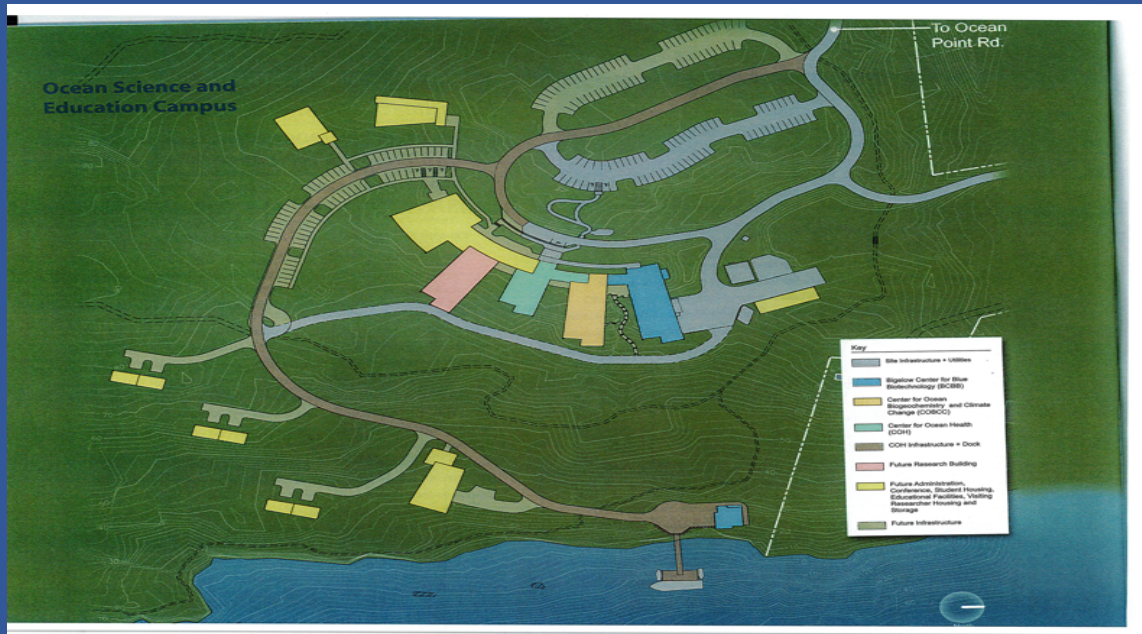 To Ocean
Point Rd.
Ocean Science and
Education Campus
Key
Site Infrastructure + Utilities
Bigelow Center for Blue
Biotechnology (BCBB)
Center for Ocean
Biogeochemistry and Climate
Change (COBCC)
Center for Ocean Health
(COH)
COH Infrastructure + Dock
Future Research Building
Future Administration,
Conference, Student Housing,
Educational Facilities, Visiting
Researcher Housing and
Storage
Future Infrastructure